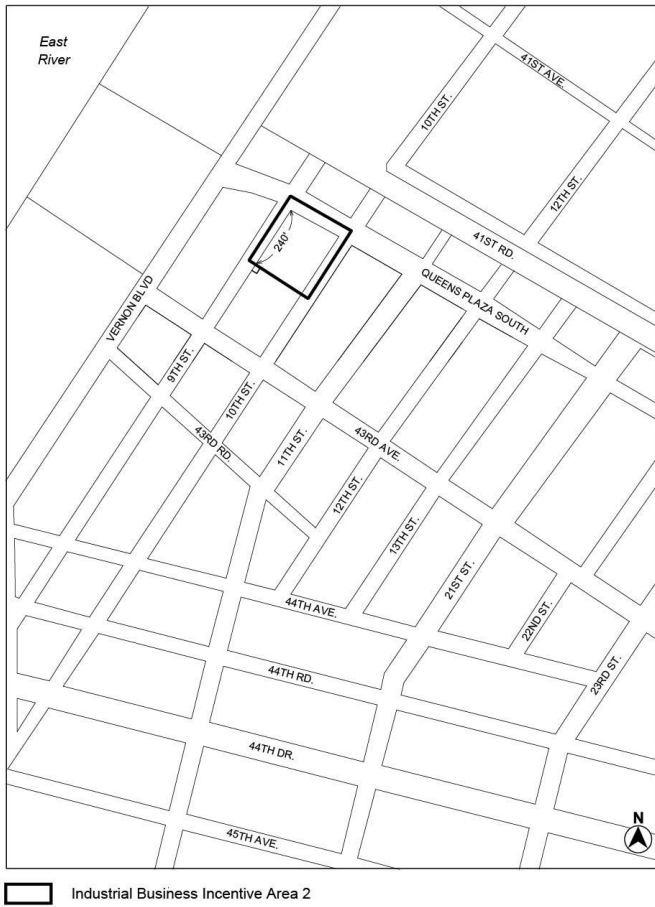 East
River
41ST AVE.
10TH ST.
12TH ST.
41ST RD.
240'
QUEENS PLAZA SOUTH
VERNON BLVD
9TH ST.
10TH ST.
43RD RD.
11TH ST.
43RD AVE.
12TH ST.
13TH ST.
21ST ST.
22ND ST.
23RD ST.
44TH AVE.
44TH RD.
44TH DR.
45TH AVE.
N
Industrial Business Incentive Area 2